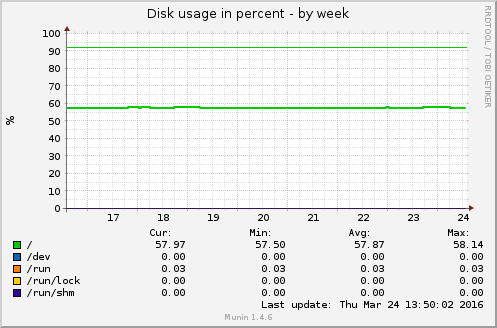 Disk usage in percent - by week
RRDTOOL / TOBI OETIKER
%
100
90
80
70
60
50
40
30
20
10
0
17 18 19 20 21 22 23 24
Cur: Min: Avg: Max:
/ 57.97 57.50 57.87 58.14
/dev 0.00 0.00 0.00 0.00
/run 0.03 0.03 0.03 0.03
/run/lock 0.00 0.00 0.00 0.00
/run/shm 0.00 0.00 0.00 0.00
Last update: Thu Mar 24 13:50:02 2016
Munin 1.4.6